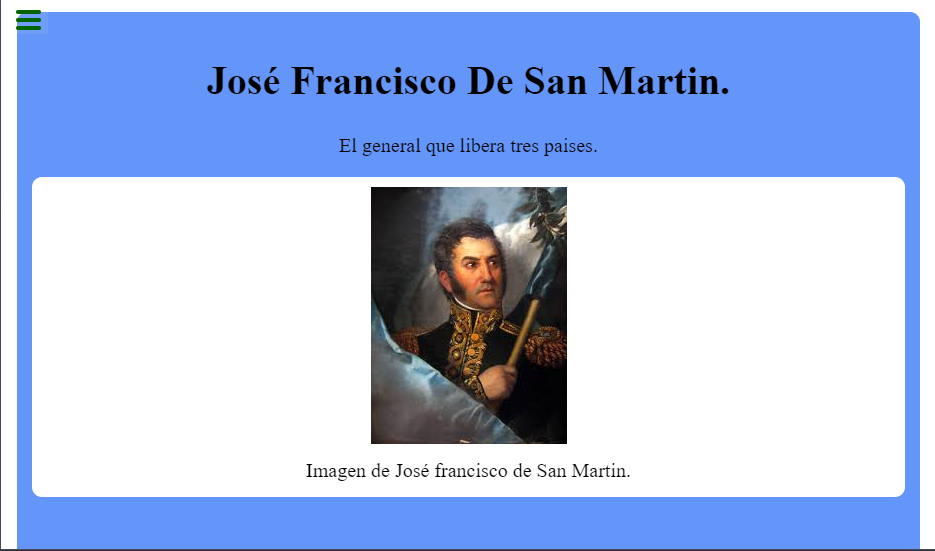 José Francisco De San Martin.
El general que libera tres paises.
Imagen de José francisco de San Martin.